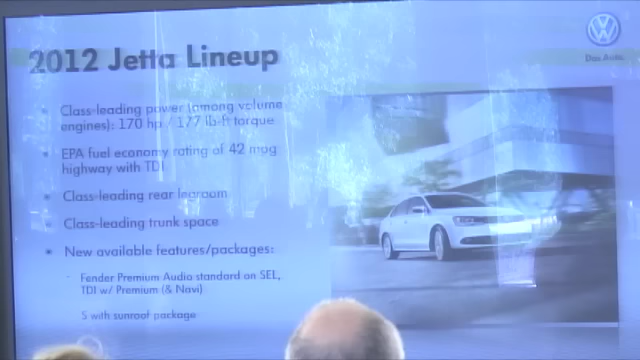 2012 Jetta Lineup
Das Auto.
Class-leading power (among volume
engines): 170 hp / 177 lb-ft torque
EPA fuel economy rating of 42 mpg
highway with TDI
Class-leading rear legroom
Class-leading trunk space
New available features/packages:
Fender Premium Audio standard on SEL,
TDI w/ Premium (& Navi)
S with sunroof package